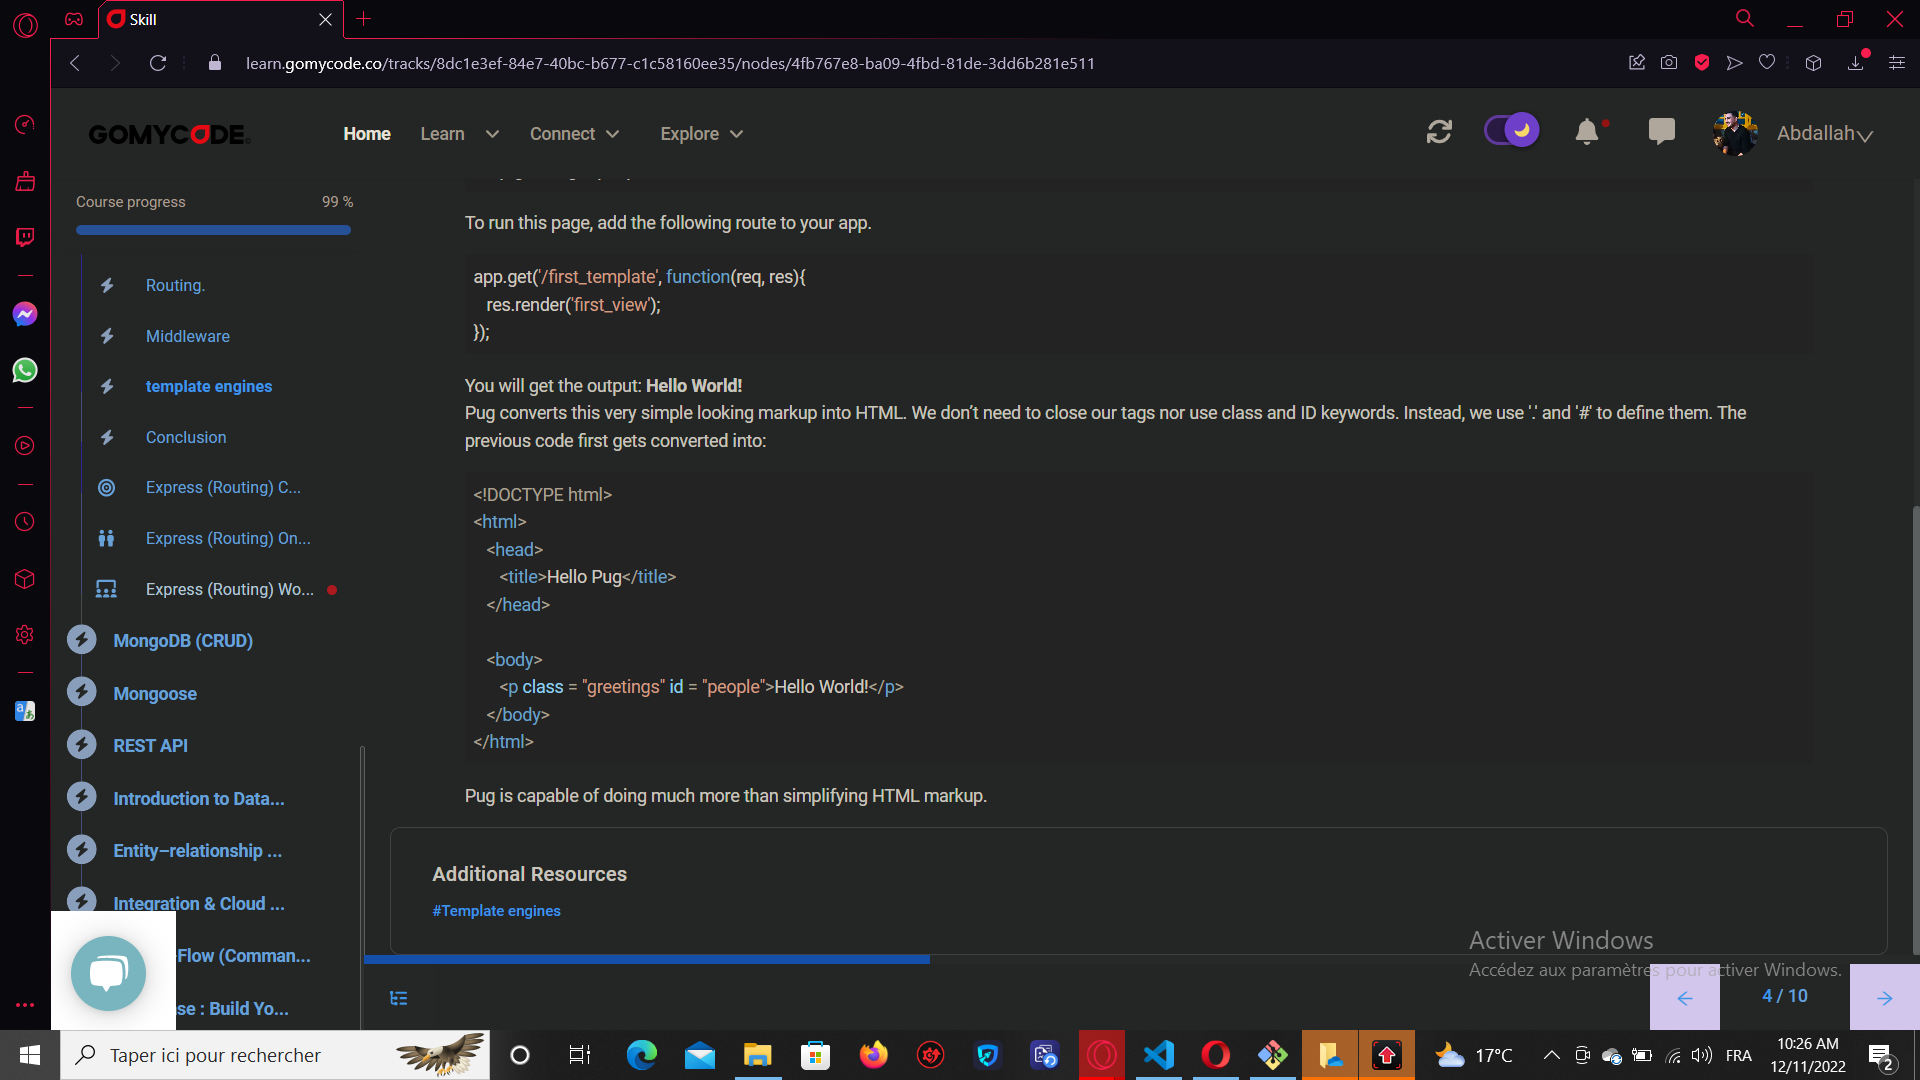 Skill
learn.gomycode.co/tracks/8dc1e3ef-84e7-40bc-b677-c1c58160ee35/nodes/4fb767e8-ba09-4fbd-81de-3dd6b281e511
GOMYCODE
Home
Learn
Connect
Explore
Abdallah
Course progress
99 %
Routing.
Middleware
template engines
Conclusion
Express (Routing) C...
Express (Routing) On...
Express (Routing) Wo...
MongoDB (CRUD)
Mongoose
REST API
Introduction to Data...
Entity–relationship ...
Integration & Cloud ...
Flow (Comman...
se : Build Yo...
To run this page, add the following route to your app.
app.get('/first_template', function(req, res){
res.render('first_view');
});
You will get the output: Hello World!
Pug converts this very simple looking markup into HTML. We don’t need to close our tags nor use class and ID keywords. Instead, we use '.' and '#' to define them. The
previous code first gets converted into:
<!DOCTYPE html>
<html>
<head>
<title>Hello Pug</title>
</head>
<body>
<p class = "greetings" id = "people">Hello World!</p>
</body>
</html>
Pug is capable of doing much more than simplifying HTML markup.
Additional Resources
#Template engines
Activer Windows
Accédez aux paramètres pour activer Windows.
4 / 10
Taper ici pour rechercher
17°C
FRA
10:26 AM
12/11/2022
2